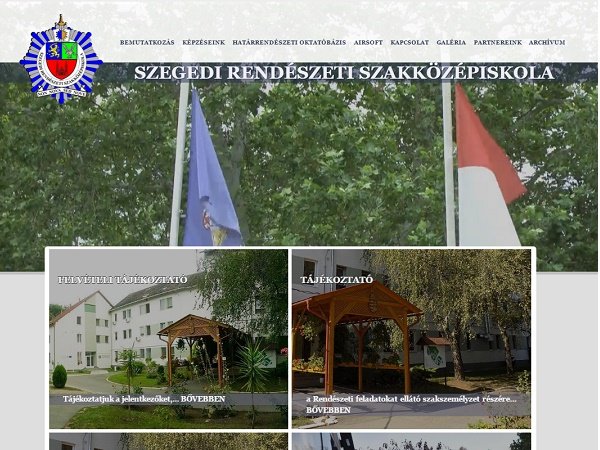 BEMUTATKOZÁS KÉPZÉSEINK HATÁRRENDÉSZETI OKTATÓBÁZIS AIRSOFT KAPCSOLAT GALÉRIA PARTNEREINK ARCHÍVUM
SZEGEDI RENDÉSZETI SZAKKÖZÉPISKOLA
FELVÉTELI TÁJÉKOZTATÓ
Tájékoztatjuk a jelentkezőket,... BŐVEBBEN
TÁJÉKOZTATÓ
a Rendészeti feladatokat ellátó szakszemélyzet részére...
BŐVEBBEN